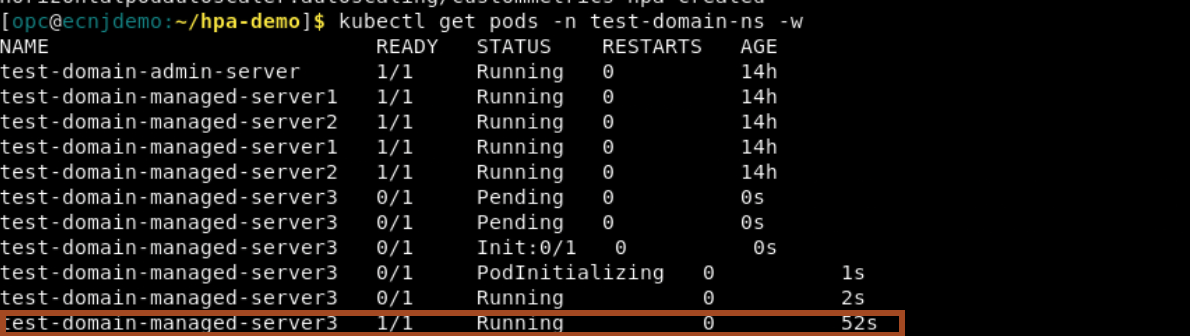 [opc@ecnjdemo:~/hpa-demo]$ kubectl get pods -n test-domain-ns -w
NAME READY STATUS RESTARTS AGE
test-domain-admin-server 1/1 Running 0 14h
test-domain-managed-server1 1/1 Running 0 14h
test-domain-managed-server2 1/1 Running 0 14h
test-domain-managed-server1 1/1 Running 0 14h
test-domain-managed-server2 1/1 Running 0 14h
test-domain-managed-server3 0/1 Pending 0 0s
test-domain-managed-server3 0/1 Pending 0 0s
test-domain-managed-server3 0/1 Init:0/1 0 0s
test-domain-managed-server3 0/1 PodInitializing 0 1s
test-domain-managed-server3 0/1 Running 0 2s
test-domain-managed-server3 1/1 Running 0 52s